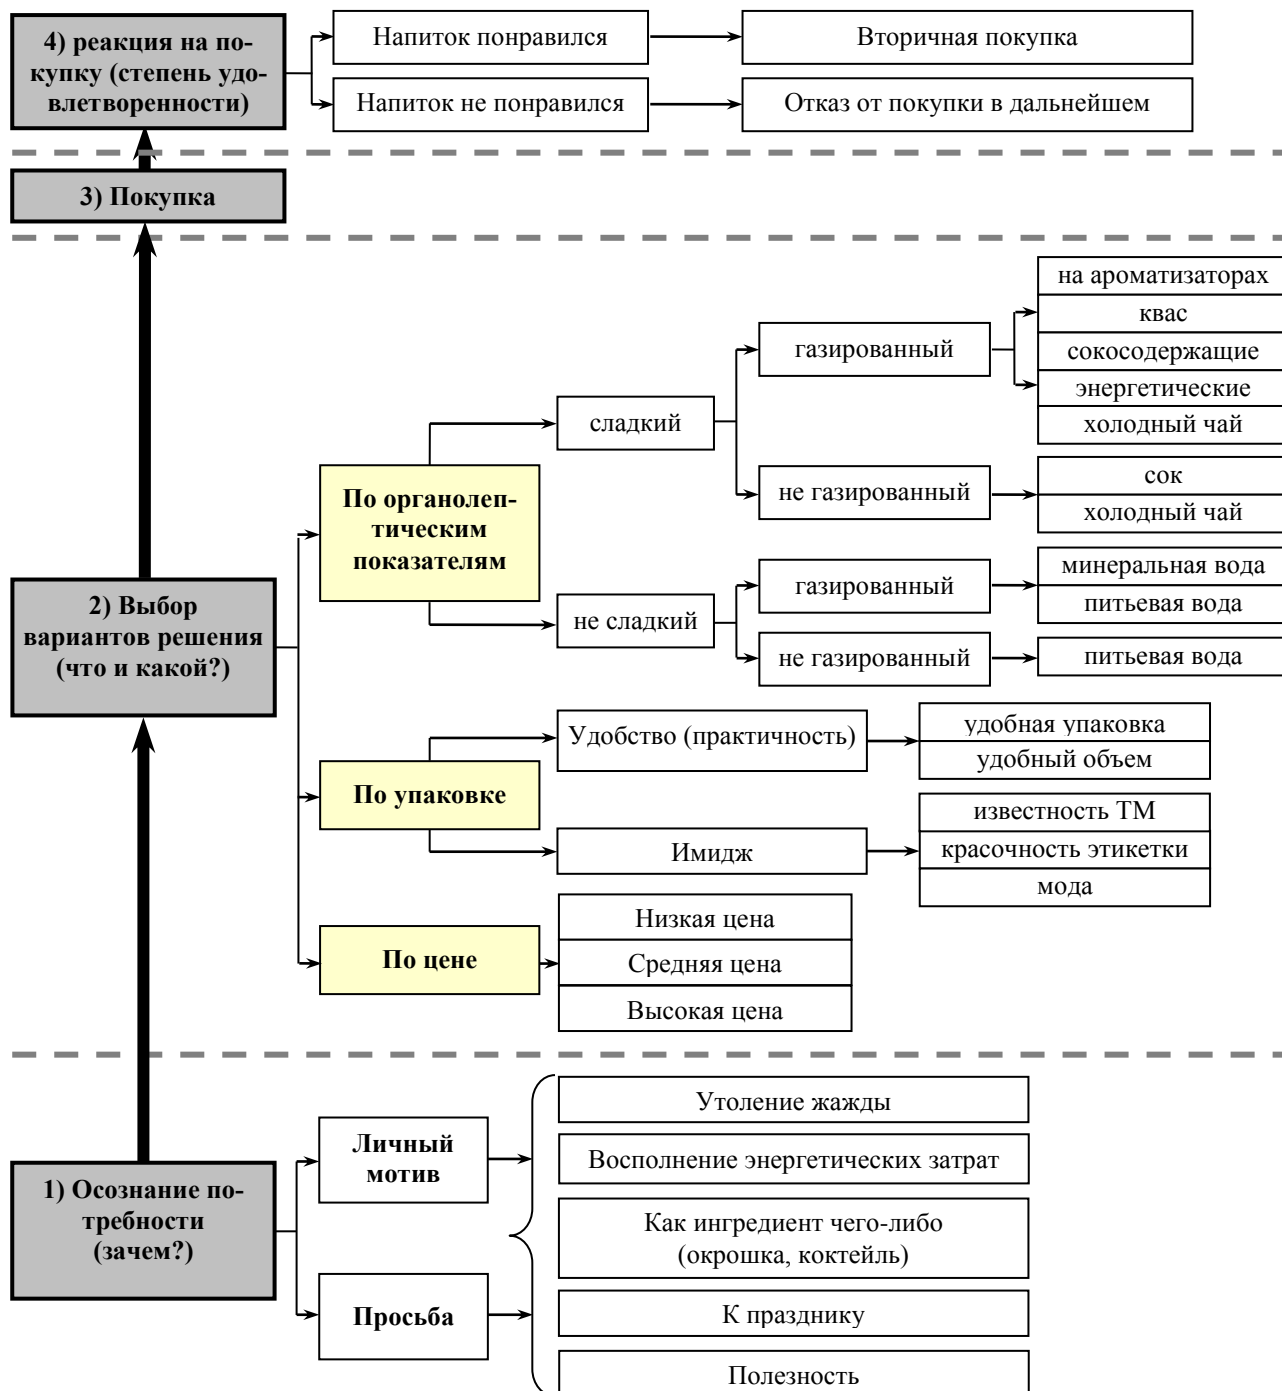 4) реакция на по-
купку (степень удо-
влетворенности)
Напиток понравился
Вторичная покупка
Напиток не понравился
Отказ от покупки в дальнейшем
3) Покупка
на ароматизаторах
квас
газированный
сокосодержащие
энергетические
сладкий
холодный чай
По органолеп-
тическим
показателям
не газированный
сок
холодный чай
2) Выбор
вариантов решения
(что и какой?)
не сладкий
газированный
минеральная вода
питьевая вода
не газированный
питьевая вода
Удобство (практичность)
удобная упаковка
удобный объем
По упаковке
Имидж
известность ТМ
красочность этикетки
мода
По цене
Низкая цена
Средняя цена
Высокая цена
1) Осознание по-
требности
(зачем?)
Личный
мотив
Просьба
Утоление жажды
Восполнение энергетических затрат
Как ингредиент чего-либо
(окрошка, коктейль)
К празднику
Полезность